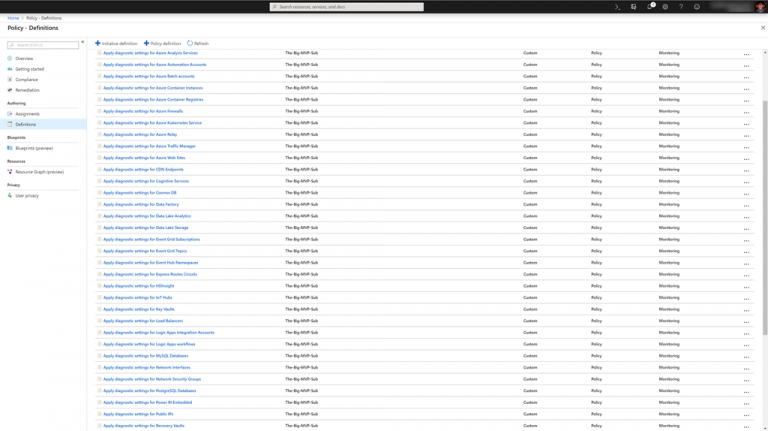 Search resources, services, and docs
Home > Policy - Definitions
Policy - Definitions
Overview
Getting started
Compliance
Remediation
Authoring
Assignments
Definitions
Blueprints
Blueprints (preview)
Resources
Resource Graph (preview)
Privacy
User privacy
Initiative definition Policy definition Refresh
Apply diagnostic settings for Azure Analysis Services The-Big-MVP-Sub Custom Policy Monitoring ...
Apply diagnostic settings for Azure Automation Accounts The-Big-MVP-Sub Custom Policy Monitoring ...
Apply diagnostic settings for Azure Batch accounts The-Big-MVP-Sub Custom Policy Monitoring ...
Apply diagnostic settings for Azure Container Instances The-Big-MVP-Sub Custom Policy Monitoring ...
Apply diagnostic settings for Azure Container Registries The-Big-MVP-Sub Custom Policy Monitoring ...
Apply diagnostic settings for Azure Firewalls The-Big-MVP-Sub Custom Policy Monitoring ...
Apply diagnostic settings for Azure Kubernetes Service The-Big-MVP-Sub Custom Policy Monitoring ...
Apply diagnostic settings for Azure Relay The-Big-MVP-Sub Custom Policy Monitoring ...
Apply diagnostic settings for Azure Traffic Manager The-Big-MVP-Sub Custom Policy Monitoring ...
Apply diagnostic settings for Azure Web Sites The-Big-MVP-Sub Custom Policy Monitoring ...
Apply diagnostic settings for CDN Endpoints The-Big-MVP-Sub Custom Policy Monitoring ...
Apply diagnostic settings for Cognitive Services The-Big-MVP-Sub Custom Policy Monitoring ...
Apply diagnostic settings for Cosmos DB The-Big-MVP-Sub Custom Policy Monitoring ...
Apply diagnostic settings for Data Factory The-Big-MVP-Sub Custom Policy Monitoring ...
Apply diagnostic settings for Data Lake Analytics The-Big-MVP-Sub Custom Policy Monitoring ...
Apply diagnostic settings for Data Lake Storage The-Big-MVP-Sub Custom Policy Monitoring ...
Apply diagnostic settings for Event Grid Subscriptions The-Big-MVP-Sub Custom Policy Monitoring ...
Apply diagnostic settings for Event Grid Topics The-Big-MVP-Sub Custom Policy Monitoring ...
Apply diagnostic settings for Event Hub Namespaces The-Big-MVP-Sub Custom Policy Monitoring ...
Apply diagnostic settings for Express Routes Circuits The-Big-MVP-Sub Custom Policy Monitoring ...
Apply diagnostic settings for HDInsight The-Big-MVP-Sub Custom Policy Monitoring ...
Apply diagnostic settings for IoT Hubs The-Big-MVP-Sub Custom Policy Monitoring ...
Apply diagnostic settings for Key Vaults The-Big-MVP-Sub Custom Policy Monitoring ...
Apply diagnostic settings for Load Balancers The-Big-MVP-Sub Custom Policy Monitoring ...
Apply diagnostic settings for Logic Apps Integration Accounts The-Big-MVP-Sub Custom Policy Monitoring ...
Apply diagnostic settings for Logic Apps workflows The-Big-MVP-Sub Custom Policy Monitoring ...
Apply diagnostic settings for MySQL Databases The-Big-MVP-Sub Custom Policy Monitoring ...
Apply diagnostic settings for Network Interfaces The-Big-MVP-Sub Custom Policy Monitoring ...
Apply diagnostic settings for Network Security Groups The-Big-MVP-Sub Custom Policy Monitoring ...
Apply diagnostic settings for PostgreSQL Databases The-Big-MVP-Sub Custom Policy Monitoring ...
Apply diagnostic settings for Power BI Embedded The-Big-MVP-Sub Custom Policy Monitoring ...
Apply diagnostic settings for Public IPs The-Big-MVP-Sub Custom Policy Monitoring ...
Apply diagnostic settings for Recovery Vaults The-Big-MVP-Sub Custom Policy Monitoring ...